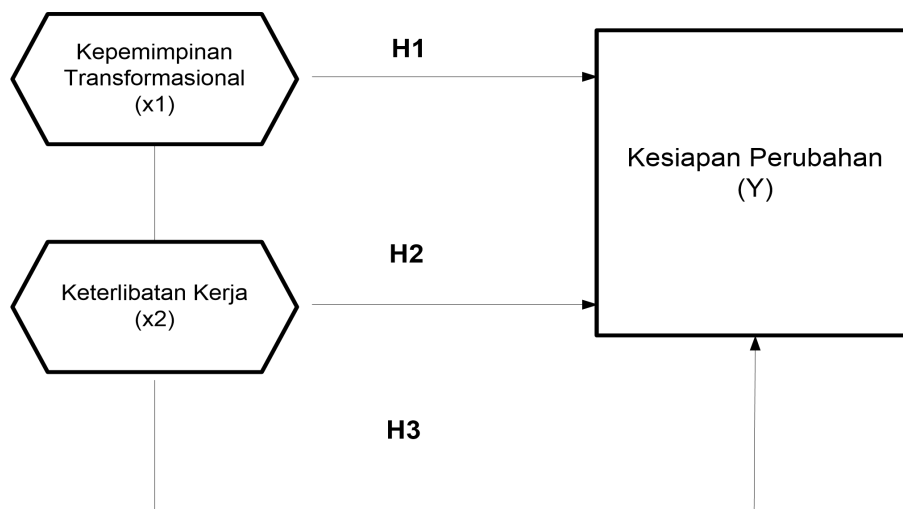 Kepemimpinan
Transformasional
(x1)
H1
Kesiapan Perubahan
(Y)
Keterlibatan Kerja
(x2)
H2
H3